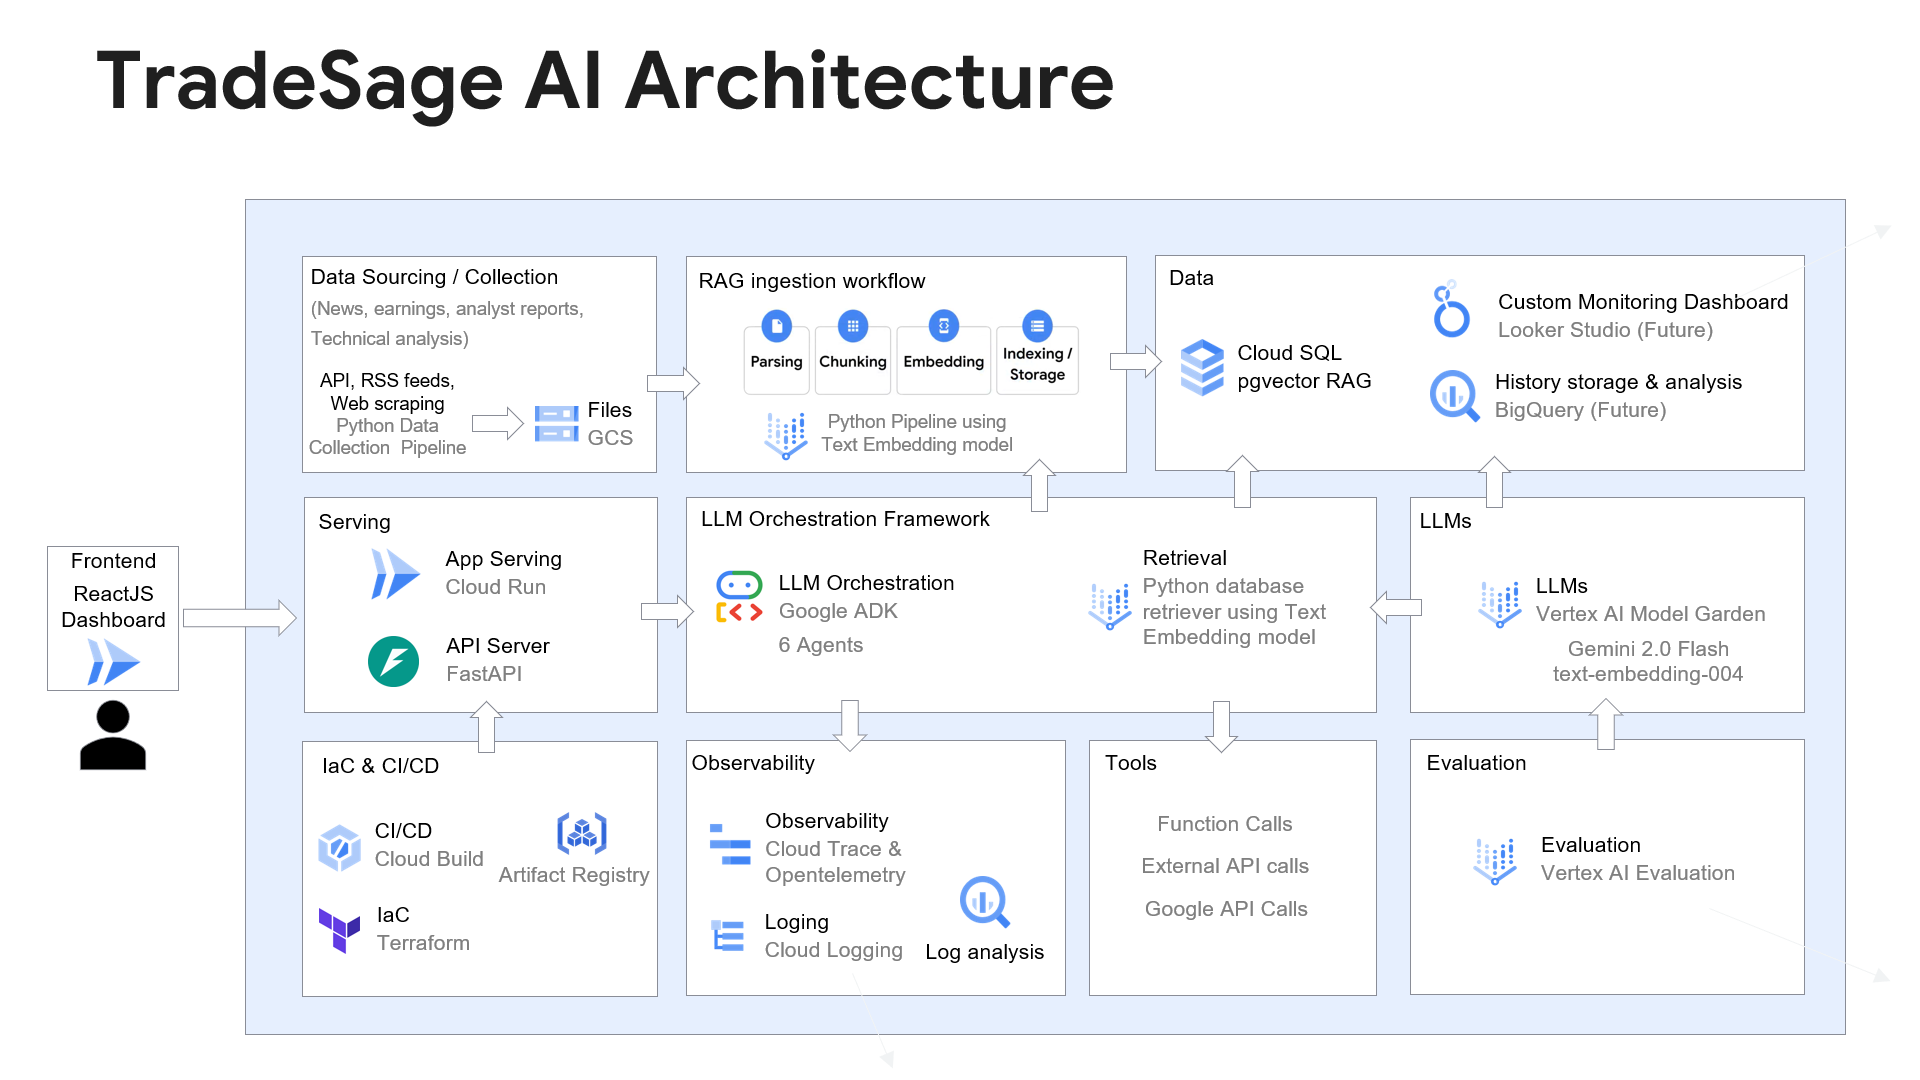 TradeSage AI Architecture
Data Sourcing / Collection
(News, earnings, analyst reports,
Technical analysis)
API, RSS feeds,
Web scraping
Python Data
Collection Pipeline
Files
GCS
RAG ingestion workflow
Parsing
Chunking
Embedding
Indexing /
Storage
Python Pipeline using
Text Embedding model
Data
Cloud SQL
pgvector RAG
Custom Monitoring Dashboard
Looker Studio (Future)
History storage & analysis
BigQuery (Future)
Frontend
ReactJS
Dashboard
Serving
App Serving
Cloud Run
API Server
FastAPI
LLM Orchestration Framework
LLM Orchestration
Google ADK
6 Agents
Retrieval
Python database
retriever using Text
Embedding model
LLMs
LLMs
Vertex AI Model Garden
Gemini 2.0 Flash
text-embedding-004
IaC & CI/CD
CI/CD
Cloud Build
Artifact Registry
IaC
Terraform
Observability
Observability
Cloud Trace &
Opentelemetry
Loging
Cloud Logging
Log analysis
Tools
Function Calls
External API calls
Google API Calls
Evaluation
Evaluation
Vertex AI Evaluation